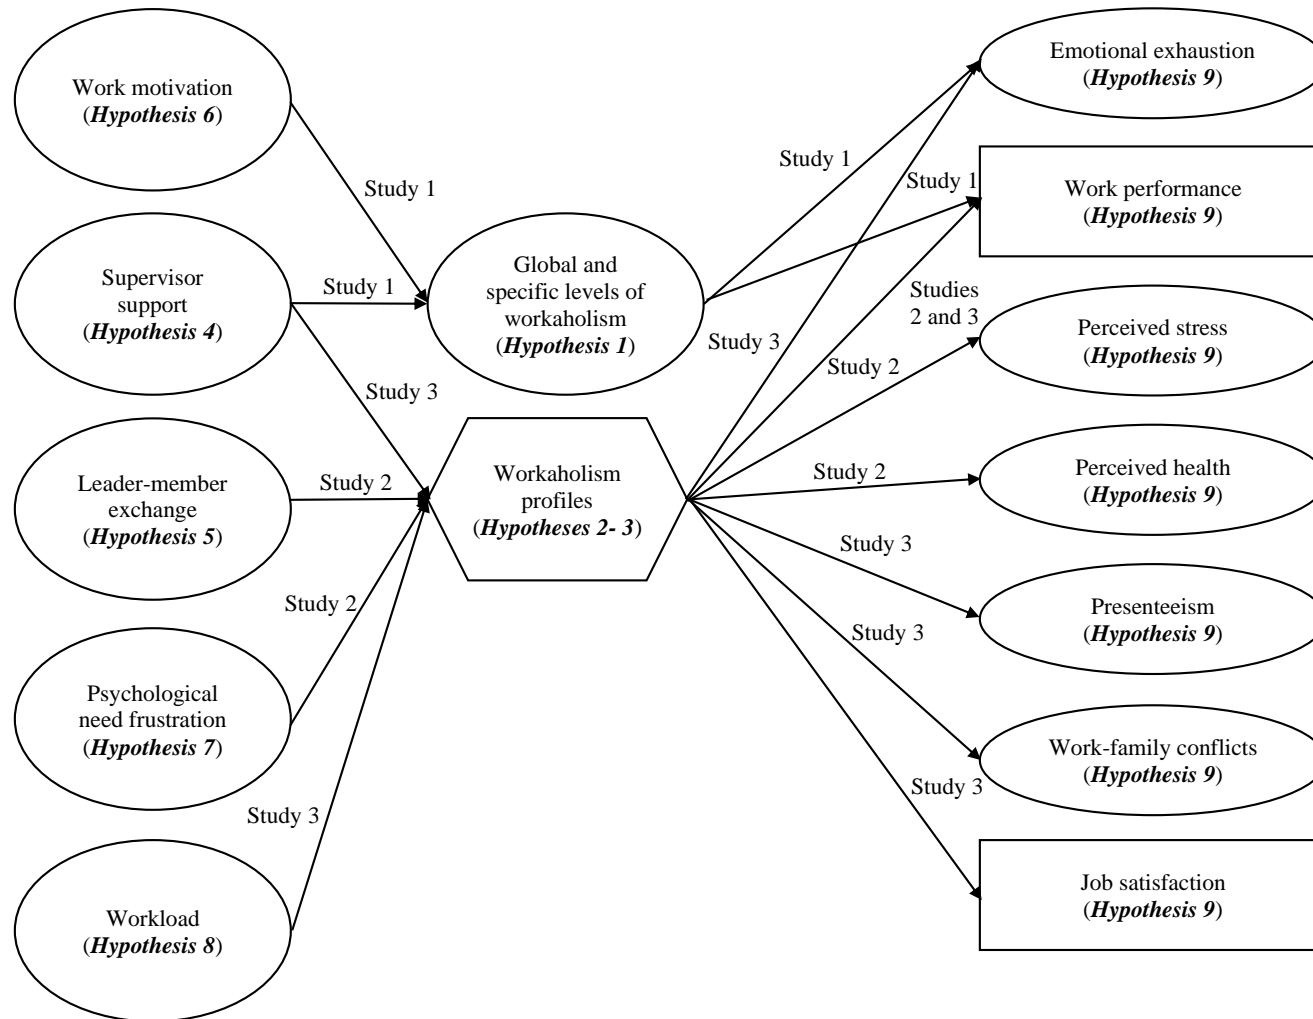 Work motivation
(Hypothesis 6)
Supervisor
support
(Hypothesis 4)
Leader-member
exchange
(Hypothesis 5)
Psychological
need frustration
(Hypothesis 7)
Workload
(Hypothesis 8)
Study 1
Study 1
Study 3
Study 2
Study 2
Study 3
Global and
specific levels of
workaholism
(Hypothesis 1)
Workaholism
profiles
(Hypotheses 2- 3)
Study 1
Study 1
Study 3
Studies
2 and 3
Study 2
Study 2
Study 3
Study 3
Study 3
Emotional exhaustion
(Hypothesis 9)
Work performance
(Hypothesis 9)
Perceived stress
(Hypothesis 9)
Perceived health
(Hypothesis 9)
Presenteeism
(Hypothesis 9)
Work-family conflicts
(Hypothesis 9)
Job satisfaction
(Hypothesis 9)